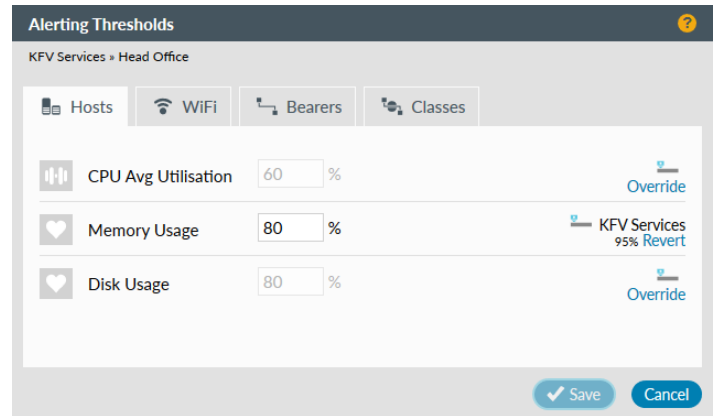 Alerting Thresholds ?
KFV Services » Head Office
Hosts WiFi Bearers Classes
CPU Avg Utilisation 60 %
Override
Memory Usage 80 % KFV Services
95% Revert
Disk Usage 80 %
Override
Save Cancel